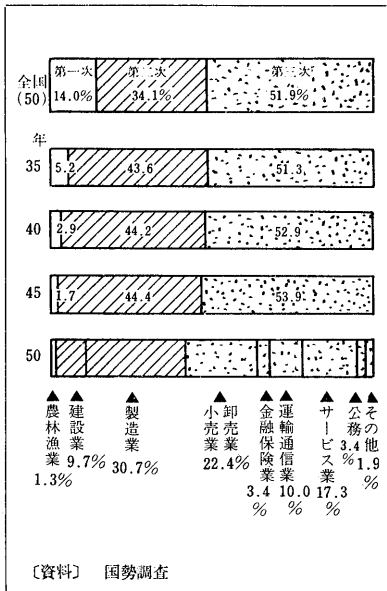 全国
(50)
第一次 第二次 第三次
14.0% 34.1% 51.9%
年
35 5.2 43.6 51.3
40 2.9 44.2 52.9
45 1.7 44.4 53.9
50
▲農林漁業 1.3%
▲建設業 9.7%
▲製造業 30.7%
▲卸売業
小売業 22.4%
▲金融保険業 3.4%
▲運輸通信業 10.0%
▲サービス業 17.3%
▲公務 3.4%
▲その他 1.9%
〔資料〕 国勢調査